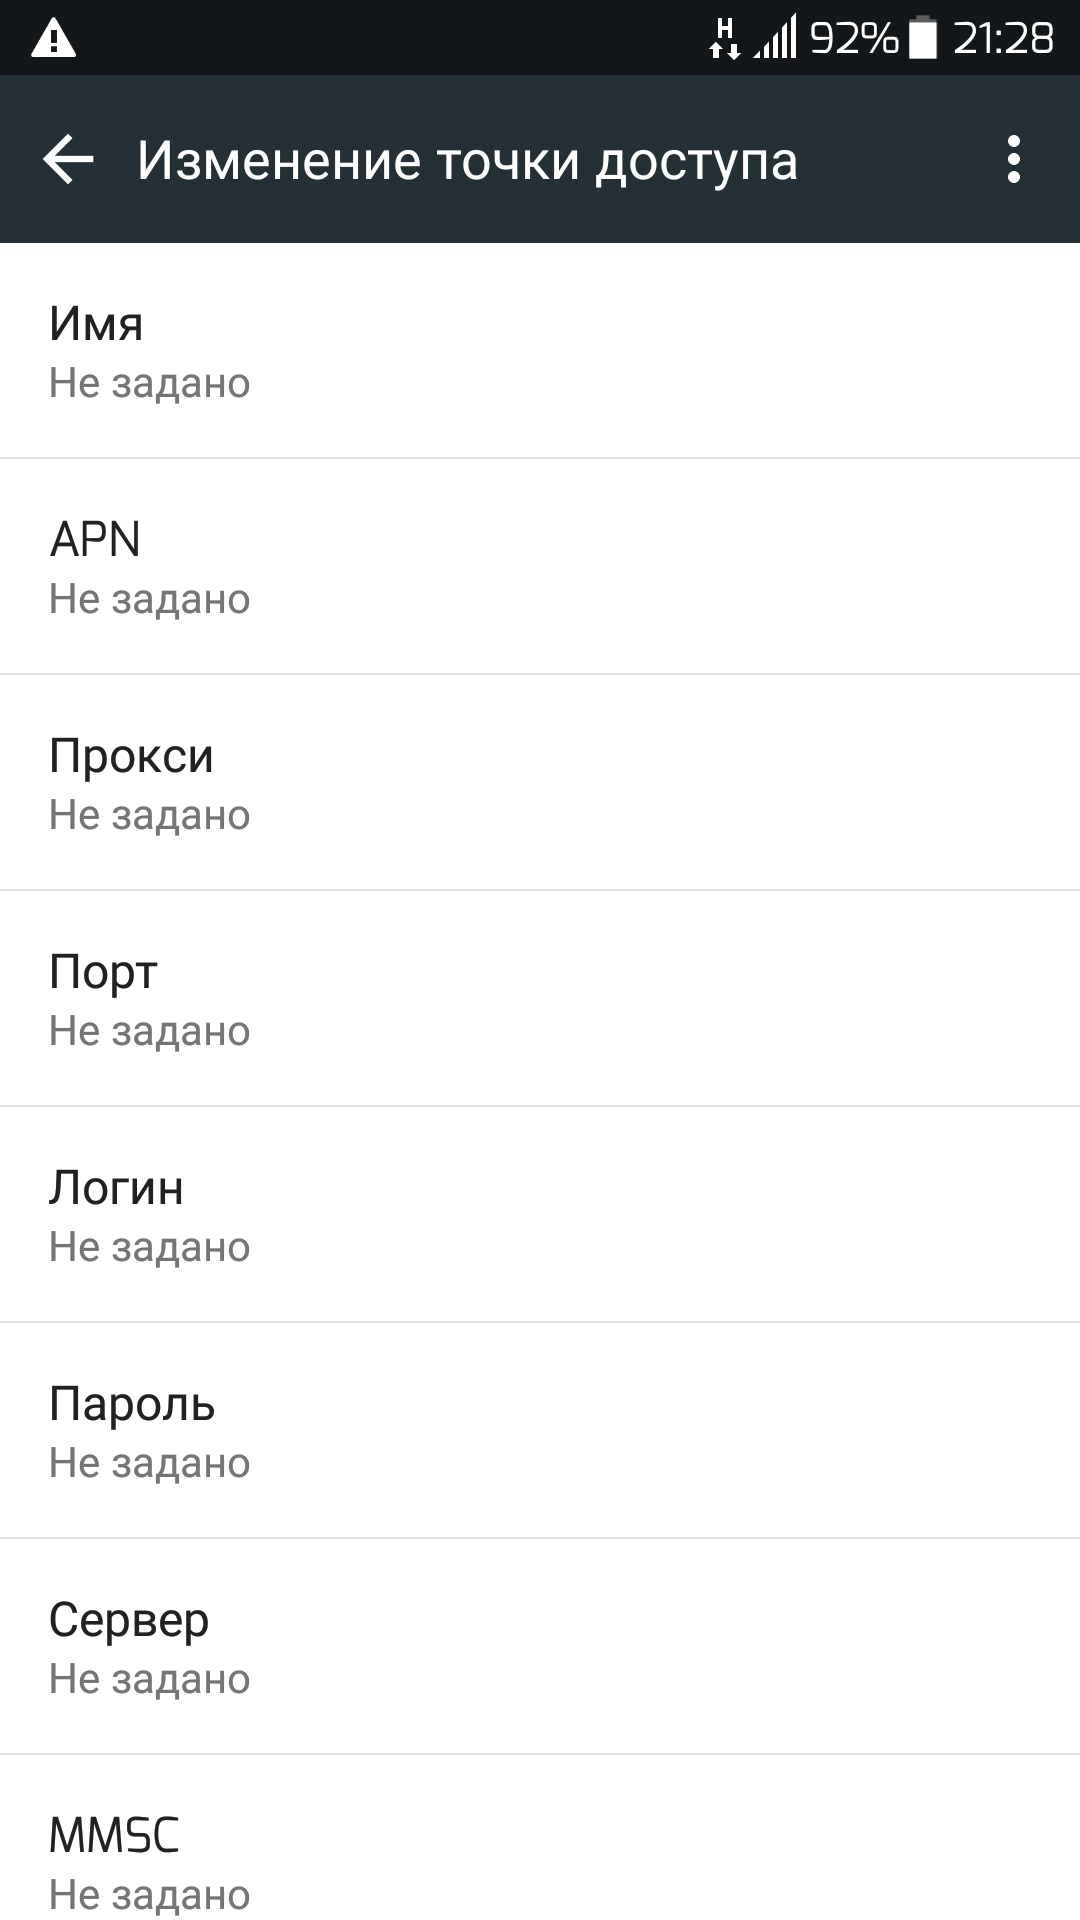 H 92% 21:28
Изменение точки доступа
Имя
Не задано
APN
Не задано
Прокси
Не задано
Порт
Не задано
Логин
Не задано
Пароль
Не задано
Сервер
Не задано
MMSC
Не задано